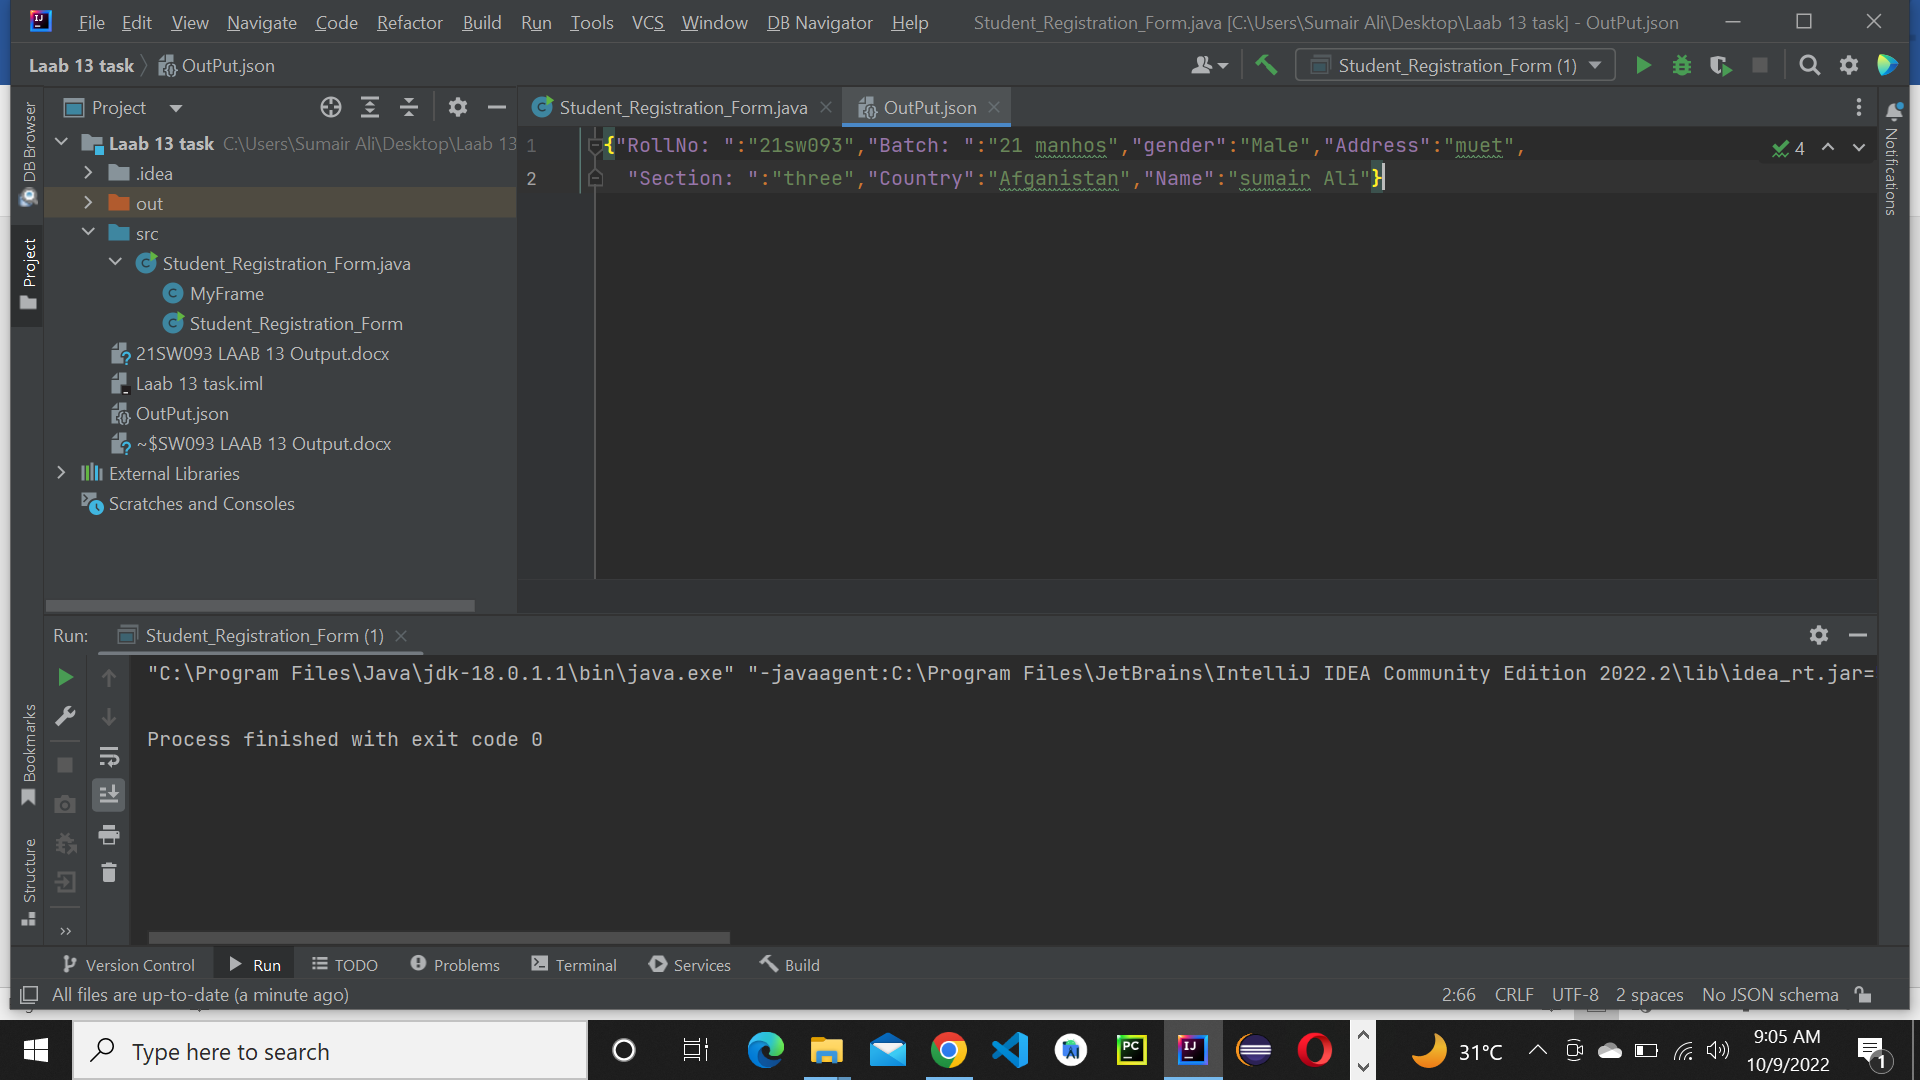 File Edit View Navigate Code Refactor Build Run Tools VCS Window DB Navigator Help Student_Registration_Form.java [C:\Users\Sumair Ali\Desktop\Laab 13 task] - OutPut.json
Laab 13 task OutPut.json Student_Registration_Form (1)
DB Browser
Project
Bookmarks
Structure
Project
Laab 13 task C:\Users\Sumair Ali\Desktop\Laab 13
.idea
out
src
Student_Registration_Form.java
MyFrame
Student_Registration_Form
21SW093 LAAB 13 Output.docx
Laab 13 task.iml
OutPut.json
~$SW093 LAAB 13 Output.docx
External Libraries
Scratches and Consoles
Student_Registration_Form.java OutPut.json
1 {"RollNo: ":"21sw093","Batch: ":"21 manhos","gender":"Male","Address":"muet",
2 "Section: ":"three","Country":"Afganistan","Name":"sumair Ali"}
4
Notifications
Run: Student_Registration_Form (1)
"C:\Program Files\Java\jdk-18.0.1.1\bin\java.exe" "-javaagent:C:\Program Files\JetBrains\IntelliJ IDEA Community Edition 2022.2\lib\idea_rt.jar=
Process finished with exit code 0
Version Control Run TODO Problems Terminal Services Build
All files are up-to-date (a minute ago) 2:66 CRLF UTF-8 2 spaces No JSON schema
Type here to search
PC
IJ
31°C
9:05 AM
10/9/2022
1